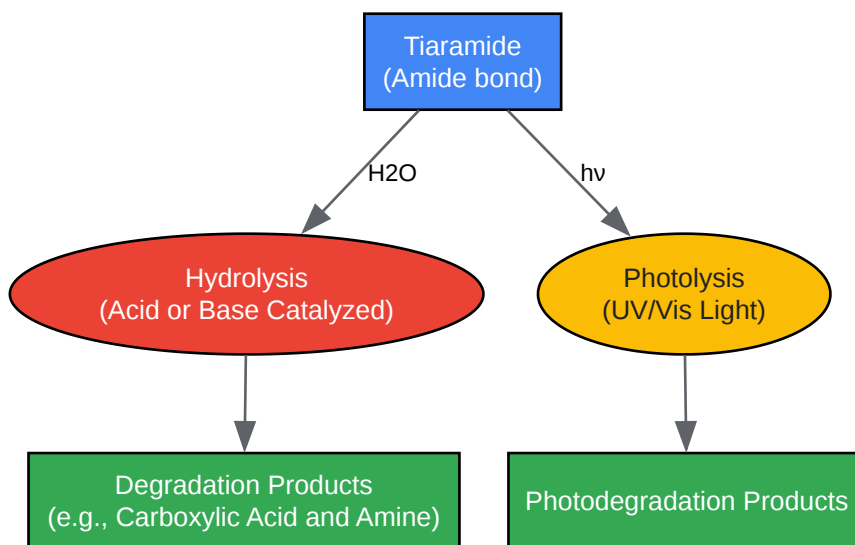 Tiaramide
(Amide bond)
H2O
hν
Hydrolysis
(Acid or Base Catalyzed)
Photolysis
(UV/Vis Light)
Degradation Products
(e.g., Carboxylic Acid and Amine)
Photodegradation Products